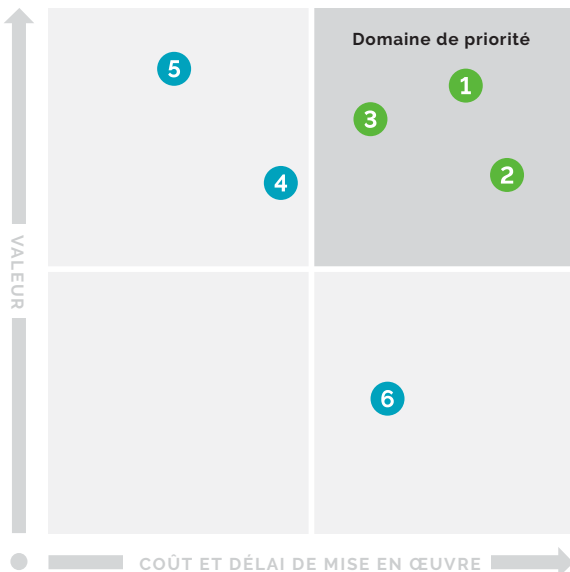 Domaine de priorité
5
1
3
2
4
VALEUR
6
COÛT ET DÉLAI DE MISE EN ŒUVRE